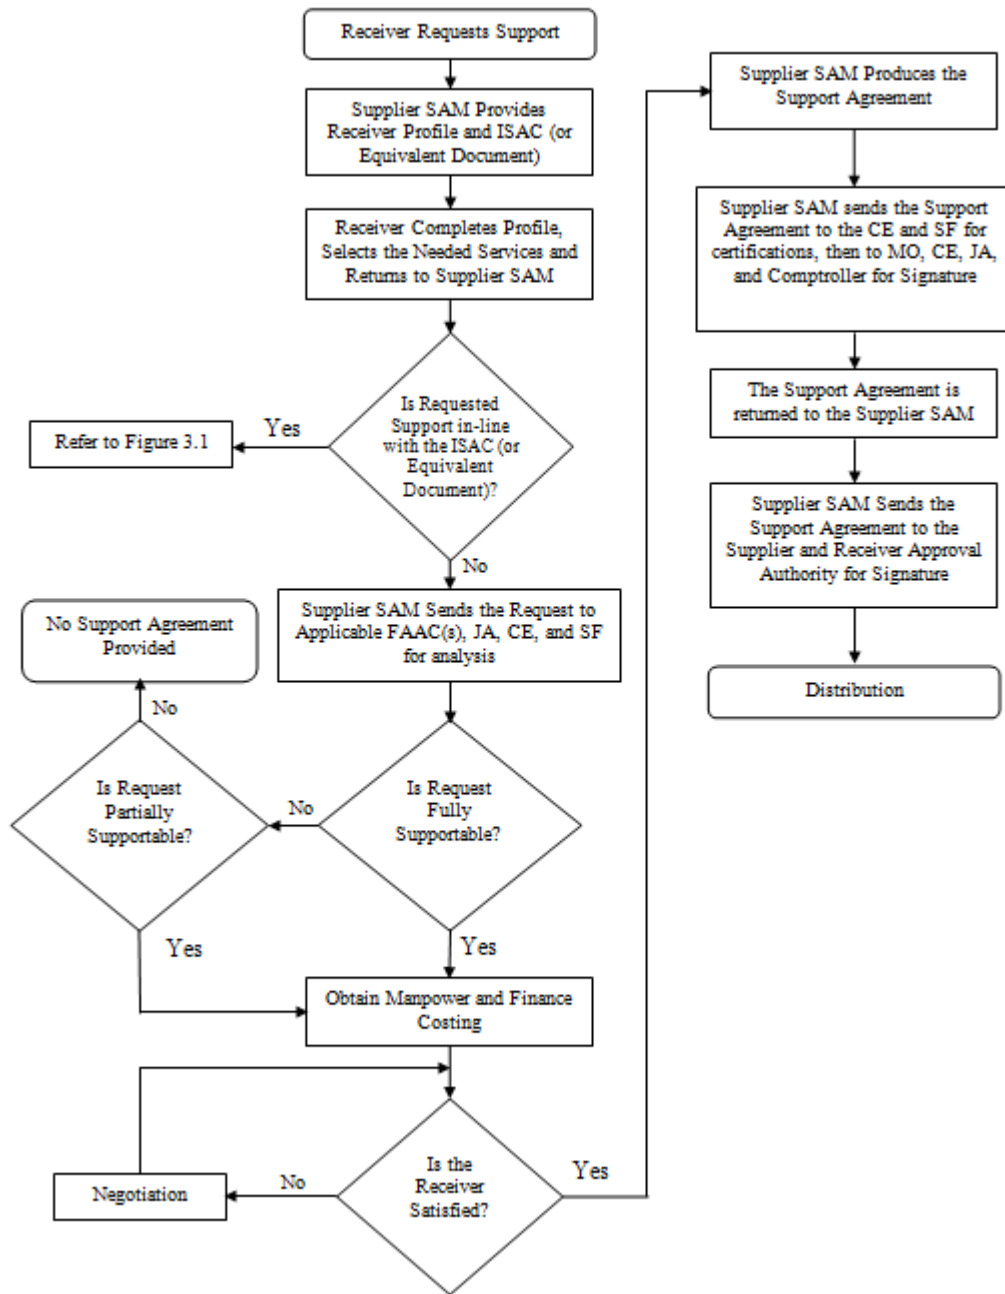 Receiver Requests Support
Supplier SAM Provides
Receiver Profile and ISAC (or
Equivalent Document)
Receiver Completes Profile,
Selects the Needed Services and
Returns to Supplier SAM
Is Requested
Support in-line
with the ISAC (or
Equivalent
Document)?
Yes
Refer to Figure 3.1
No
Supplier SAM Sends the Request to
Applicable FAAC(s), JA, CE, and SF
for analysis
Is Request
Fully
Supportable?
No
Is Request
Partially
Supportable?
No
No Support Agreement
Provided
Yes
Yes
Obtain Manpower and Finance
Costing
Is the
Receiver
Satisfied?
No
Negotiation
Yes
Supplier SAM Produces the
Support Agreement
Supplier SAM sends the Support
Agreement to the CE and SF for
certifications, then to MO, CE, JA,
and Comptroller for Signature
The Support Agreement is
returned to the Supplier SAM
Supplier SAM Sends the
Support Agreement to the
Supplier and Receiver Approval
Authority for Signature
Distribution